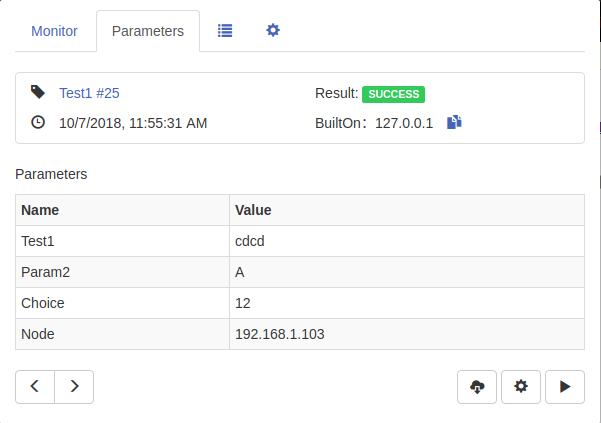 Monitor Parameters
Test1 #25 Result: SUCCESS
10/7/2018, 11:55:31 AM BuiltOn: 127.0.0.1
Parameters
Name Value
Test1 cdcd
Param2 A
Choice 12
Node 192.168.1.103